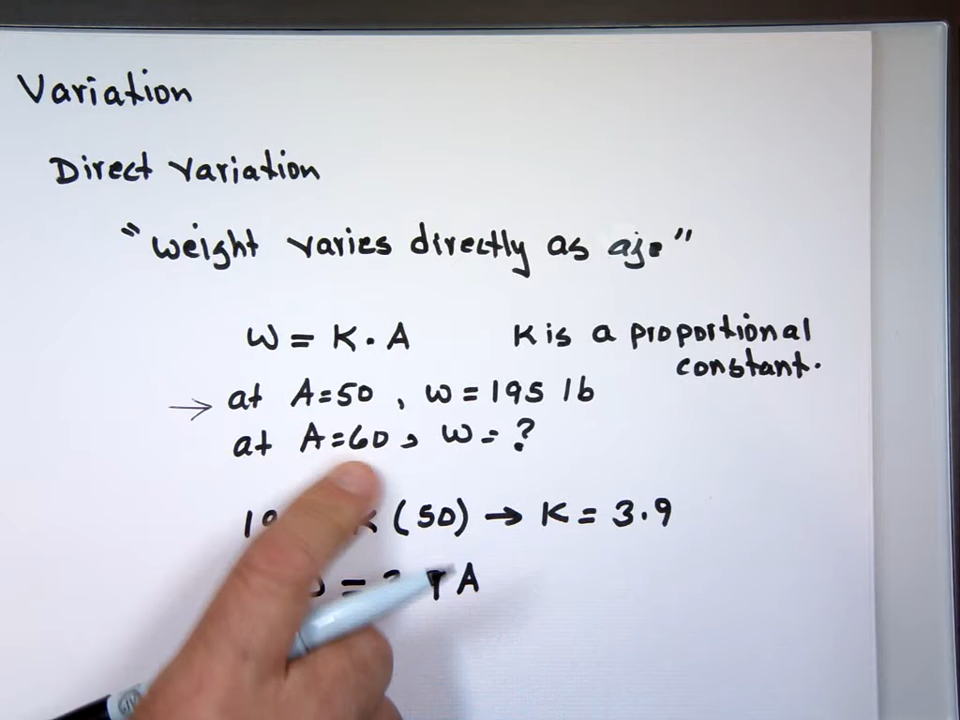 Variation
Direct variation
"weight varies directly as age"
W = K · A K is a proportional
constant.
→ at A=50 , W=195 lb
at A=60, W=?
(50) → K = 3.9
= A